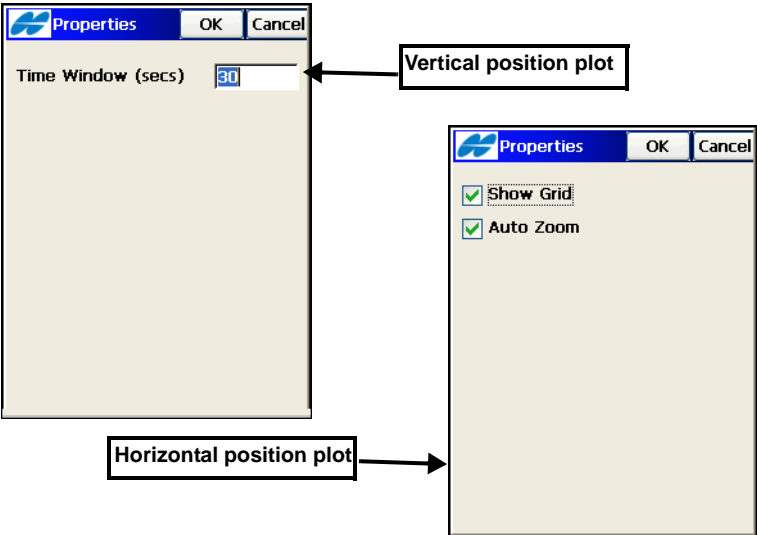 Properties OK Cancel
Time Window (secs) 30
Vertical position plot
Properties OK Cancel
Show Grid
Auto Zoom
Horizontal position plot